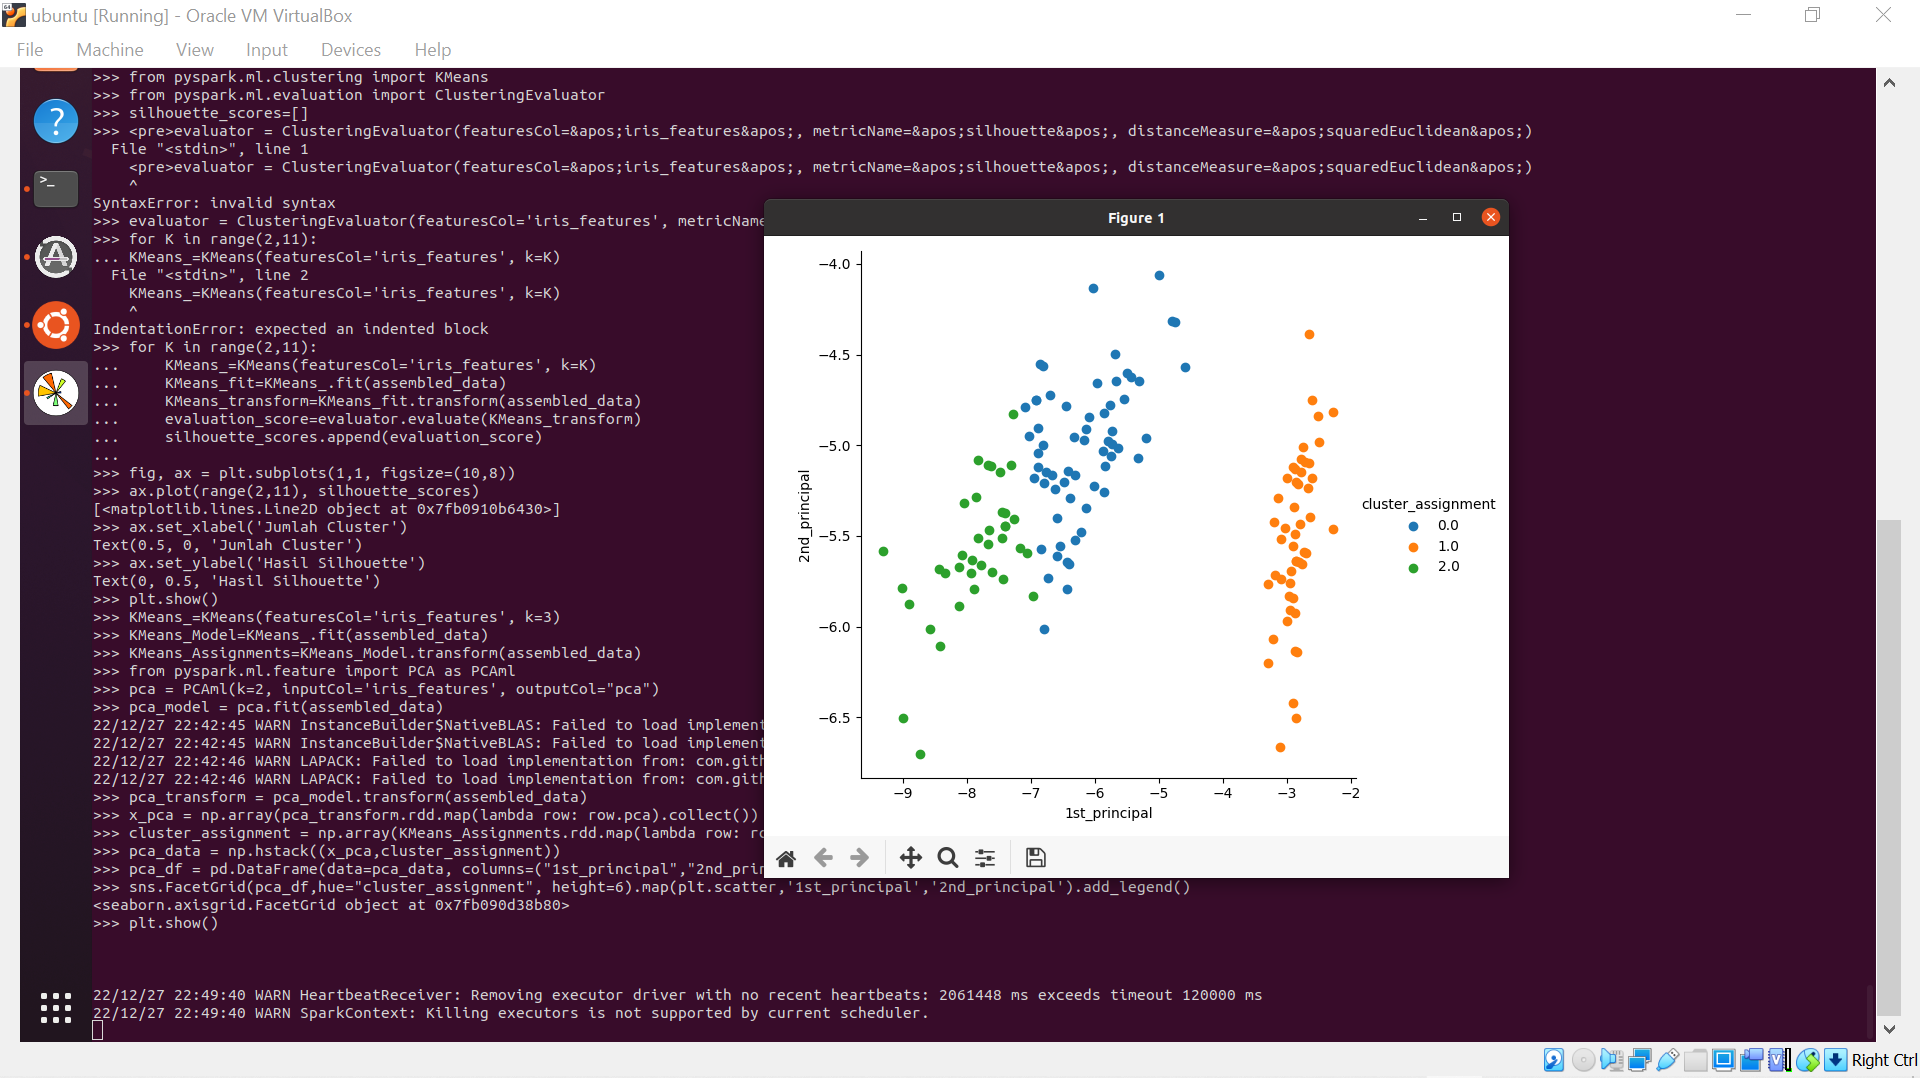 ubuntu [Running] - Oracle VM VirtualBox
File Machine View Input Devices Help
>>> from pyspark.ml.clustering import KMeans
>>> from pyspark.ml.evaluation import ClusteringEvaluator
>>> silhouette_scores=[]
>>> <pre>evaluator = ClusteringEvaluator(featuresCol=&apos;iris_features&apos;, metricName=&apos;silhouette&apos;, distanceMeasure=&apos;squaredEuclidean&apos;)
File "<stdin>", line 1
<pre>evaluator = ClusteringEvaluator(featuresCol=&apos;iris_features&apos;, metricName=&apos;silhouette&apos;, distanceMeasure=&apos;squaredEuclidean&apos;)
^
SyntaxError: invalid syntax
>>> evaluator = ClusteringEvaluator(featuresCol='iris_features', metricName
>>> for K in range(2,11):
... KMeans_=KMeans(featuresCol='iris_features', k=K)
File "<stdin>", line 2
KMeans_=KMeans(featuresCol='iris_features', k=K)
^
IndentationError: expected an indented block
>>> for K in range(2,11):
...     KMeans_=KMeans(featuresCol='iris_features', k=K)
...     KMeans_fit=KMeans_.fit(assembled_data)
...     KMeans_transform=KMeans_fit.transform(assembled_data)
...     evaluation_score=evaluator.evaluate(KMeans_transform)
...     silhouette_scores.append(evaluation_score)
...
>>> fig, ax = plt.subplots(1,1, figsize=(10,8))
>>> ax.plot(range(2,11), silhouette_scores)
[<matplotlib.lines.Line2D object at 0x7fb0910b6430>]
>>> ax.set_xlabel('Jumlah Cluster')
Text(0.5, 0, 'Jumlah Cluster')
>>> ax.set_ylabel('Hasil Silhouette')
Text(0, 0.5, 'Hasil Silhouette')
>>> plt.show()
>>> KMeans_=KMeans(featuresCol='iris_features', k=3)
>>> KMeans_Model=KMeans_.fit(assembled_data)
>>> KMeans_Assignments=KMeans_Model.transform(assembled_data)
>>> from pyspark.ml.feature import PCA as PCAml
>>> pca = PCAml(k=2, inputCol='iris_features', outputCol="pca")
>>> pca_model = pca.fit(assembled_data)
22/12/27 22:42:45 WARN InstanceBuilder$NativeBLAS: Failed to load implement
22/12/27 22:42:45 WARN InstanceBuilder$NativeBLAS: Failed to load implement
22/12/27 22:42:46 WARN LAPACK: Failed to load implementation from: com.gith
22/12/27 22:42:46 WARN LAPACK: Failed to load implementation from: com.gith
>>> pca_transform = pca_model.transform(assembled_data)
>>> x_pca = np.array(pca_transform.rdd.map(lambda row: row.pca).collect())
>>> cluster_assignment = np.array(KMeans_Assignments.rdd.map(lambda row: ro
>>> pca_data = np.hstack((x_pca,cluster_assignment))
>>> pca_df = pd.DataFrame(data=pca_data, columns=("1st_principal","2nd_prin
>>> sns.FacetGrid(pca_df,hue="cluster_assignment", height=6).map(plt.scatter,'1st_principal','2nd_principal').add_legend()
<seaborn.axisgrid.FacetGrid object at 0x7fb090d38b80>
>>> plt.show()
22/12/27 22:49:40 WARN HeartbeatReceiver: Removing executor driver with no recent heartbeats: 2061448 ms exceeds timeout 120000 ms
22/12/27 22:49:40 WARN SparkContext: Killing executors is not supported by current scheduler.
Figure 1
−4.0
−4.5
−5.0
−5.5
−6.0
−6.5
2nd_principal
−9 −8 −7 −6 −5 −4 −3 −2
1st_principal
cluster_assignment
0.0
1.0
2.0
Right Ctrl